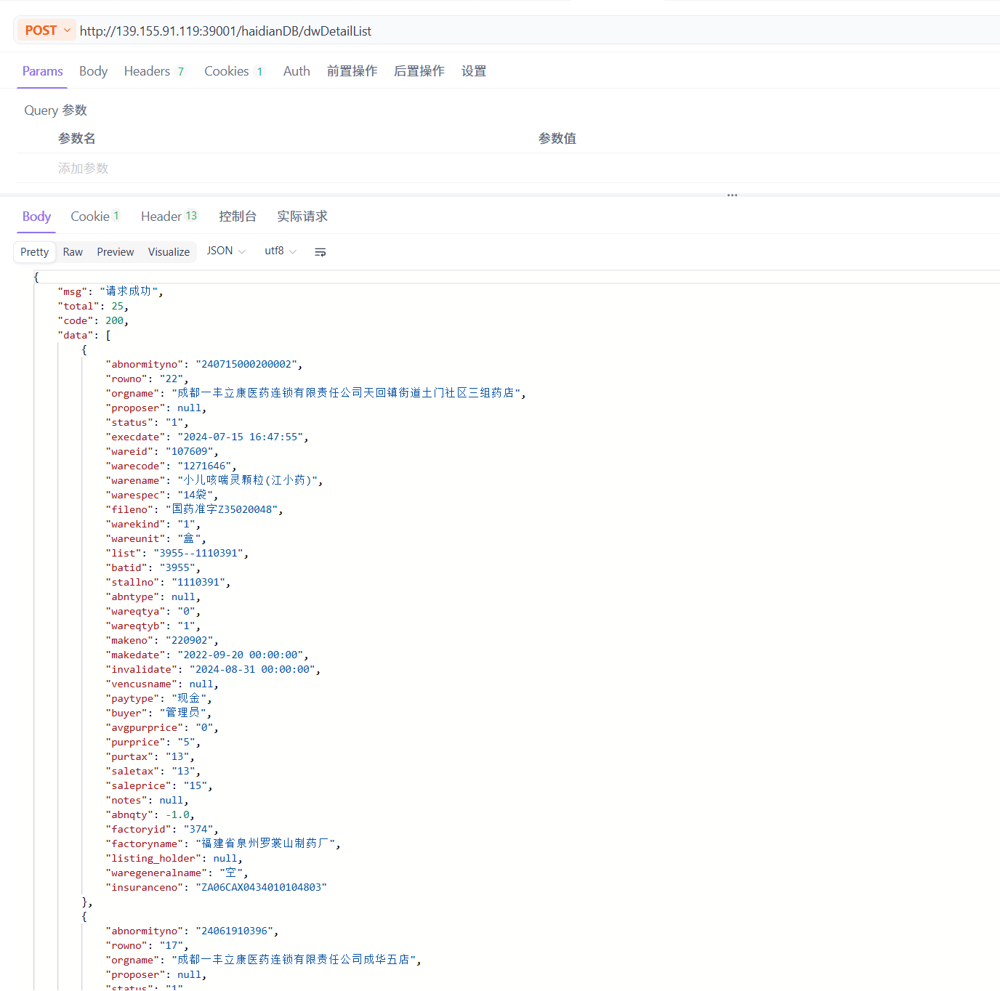 POST http://139.155.91.119:39001/haidianDB/dwDetailList
Params Body Headers 7 Cookies 1 Auth 前置操作 后置操作 设置
Query 参数
参数名 参数值
添加参数
Body Cookie 1 Header 13 控制台 实际请求
Pretty Raw Preview Visualize JSON utf8
{
"msg": "请求成功",
"total": 25,
"code": 200,
"data": [
{
"abnormityno": "240715000200002",
"rowno": "22",
"orgname": "成都一丰立康医药连锁有限责任公司天回镇街道土门社区三组药店",
"proposer": null,
"status": "1",
"execdate": "2024-07-15 16:47:55",
"wareid": "107609",
"warecode": "1271646",
"warename": "小儿咳喘灵颗粒(江小药)",
"warespec": "14袋",
"fileno": "国药准字Z35020048",
"warekind": "1",
"wareunit": "盒",
"list": "3955--1110391",
"batid": "3955",
"stallno": "1110391",
"abntype": null,
"wareqtya": "0",
"wareqtyb": "1",
"makeno": "220902",
"makedate": "2022-09-20 00:00:00",
"invalidate": "2024-08-31 00:00:00",
"vencusname": null,
"paytype": "现金",
"buyer": "管理员",
"avgpurprice": "0",
"purprice": "5",
"purtax": "13",
"saletax": "13",
"saleprice": "15",
"notes": null,
"abnqty": -1.0,
"factoryid": "374",
"factoryname": "福建省泉州罗裳山制药厂",
"listing_holder": null,
"waregeneralname": "空",
"insuranceno": "ZA06CAX0434010104803"
},
{
"abnormityno": "24061910396",
"rowno": "17",
"orgname": "成都一丰立康医药连锁有限责任公司成华五店",
"proposer": null,
"status": "1"